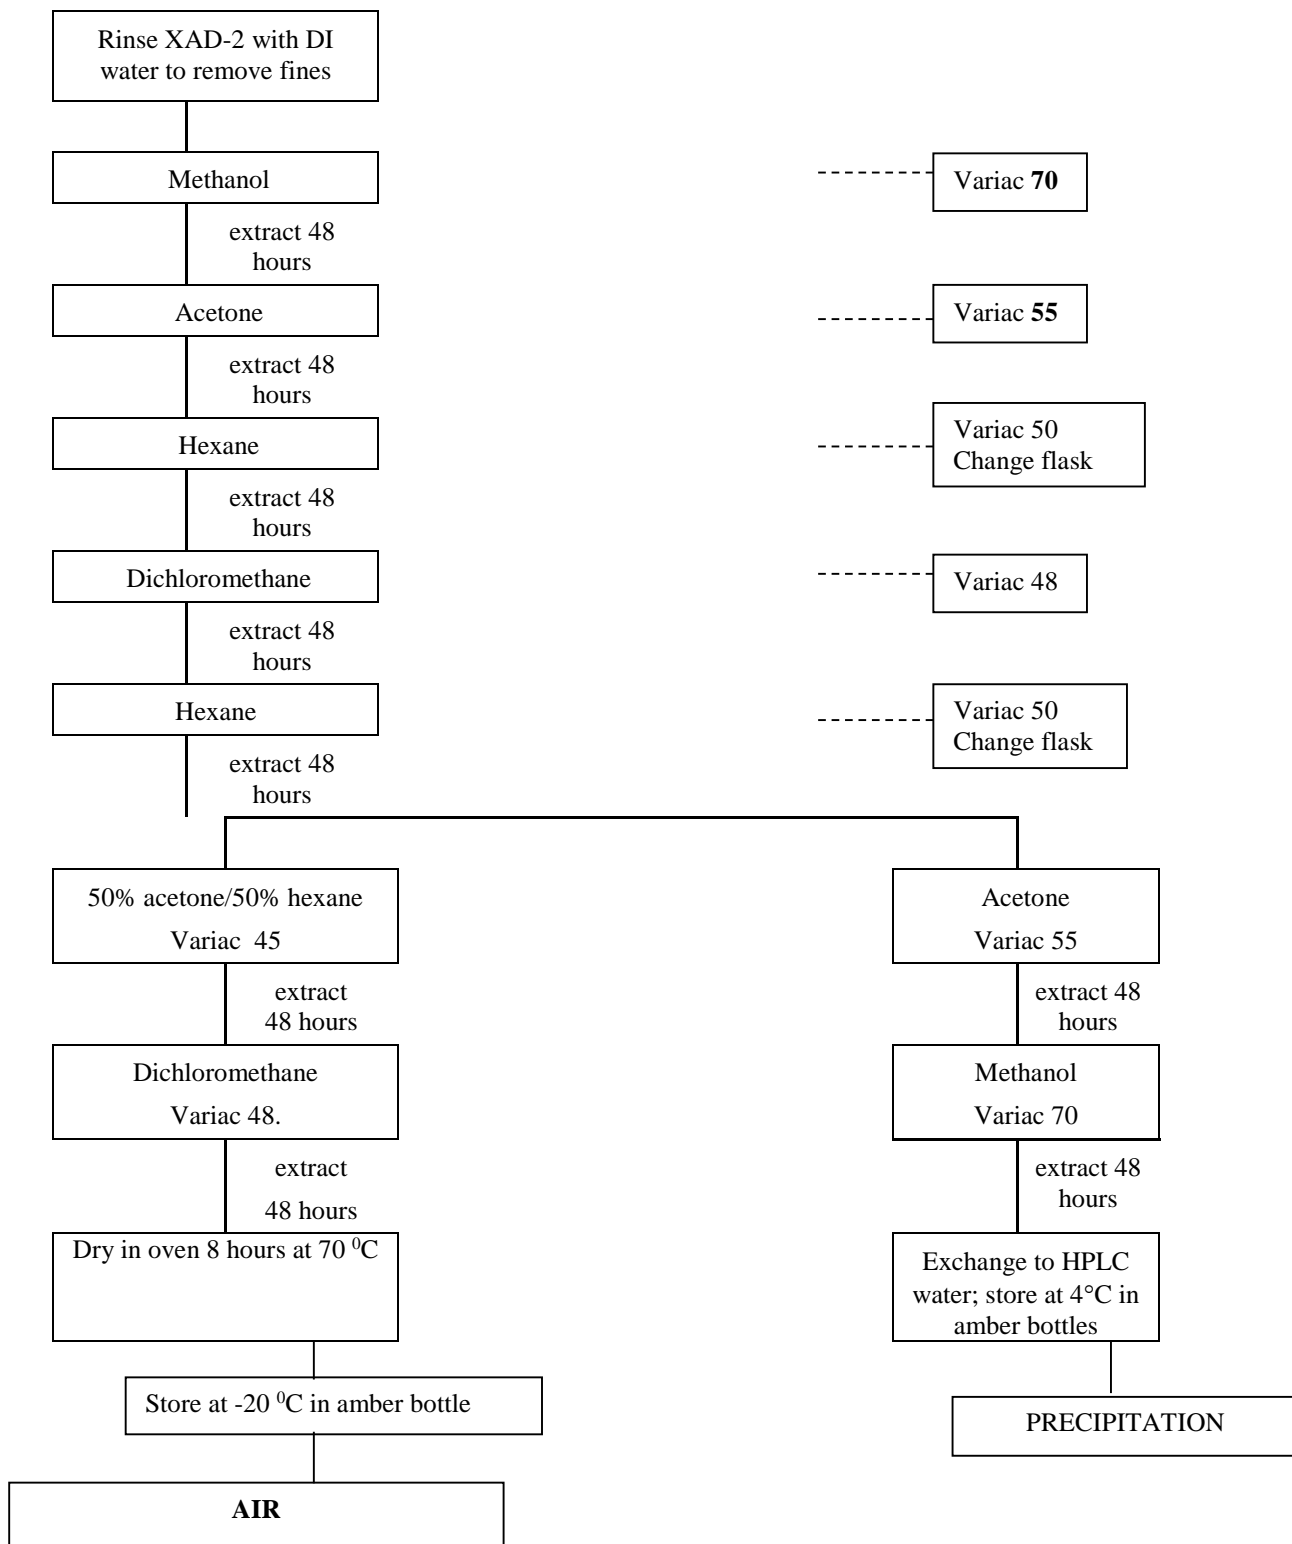 Rinse XAD-2 with DI
water to remove fines
Methanol
Variac 70
extract 48
hours
Acetone
Variac 55
extract 48
hours
Hexane
Variac 50
Change flask
extract 48
hours
Dichloromethane
Variac 48
extract 48
hours
Hexane
Variac 50
Change flask
extract 48
hours
50% acetone/50% hexane
Variac 45
extract
48 hours
Dichloromethane
Variac 48.
extract
48 hours
Dry in oven 8 hours at 70 ⁰C
Store at -20 ⁰C in amber bottle
AIR
Acetone
Variac 55
extract 48
hours
Methanol
Variac 70
extract 48
hours
Exchange to HPLC
water; store at 4°C in
amber bottles
PRECIPITATION